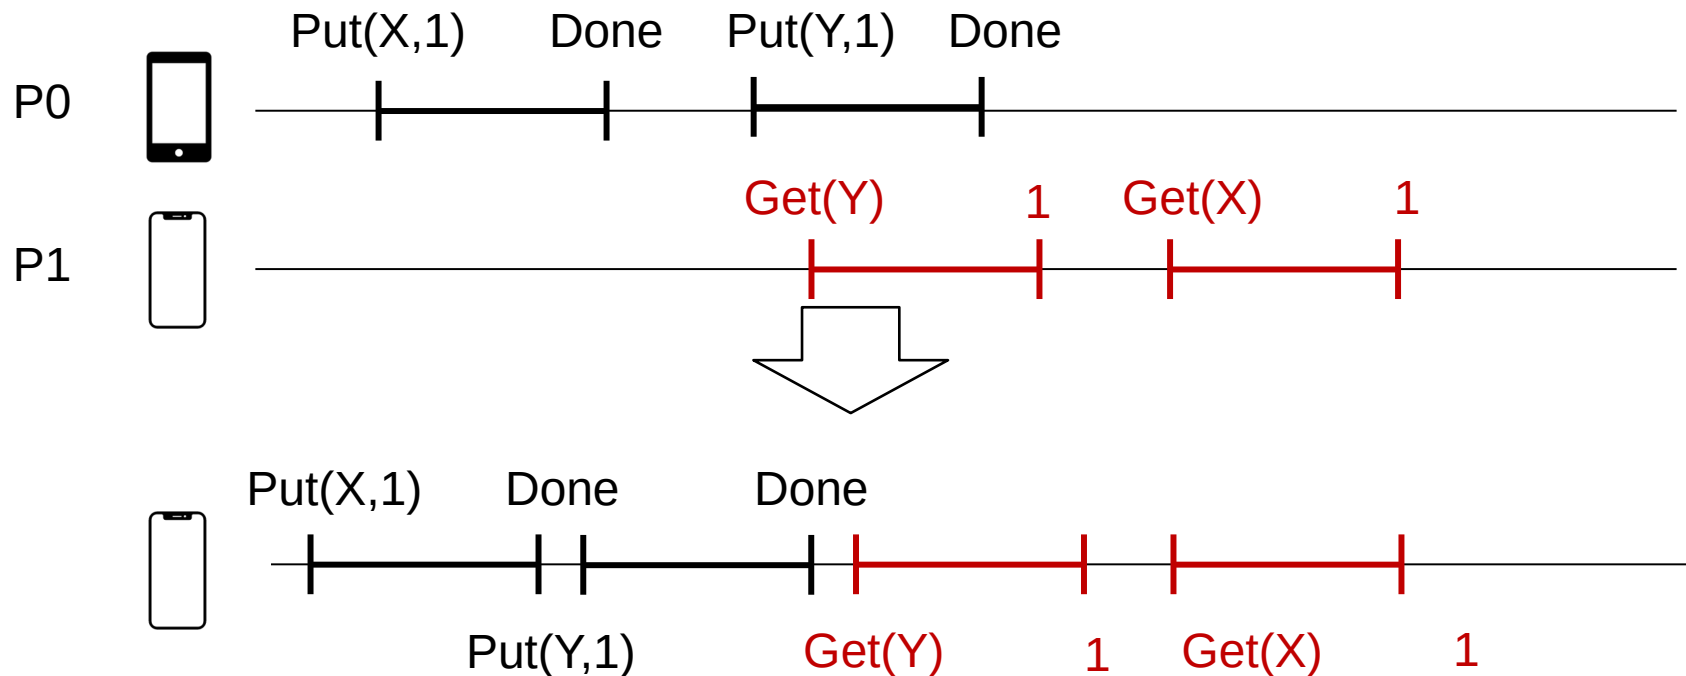 Put(X,1) Done Put(Y,1) Done
P0
Get(Y) 1 Get(X) 1
P1
Put(X,1) Done Done
Put(Y,1) Get(Y) 1 Get(X) 1